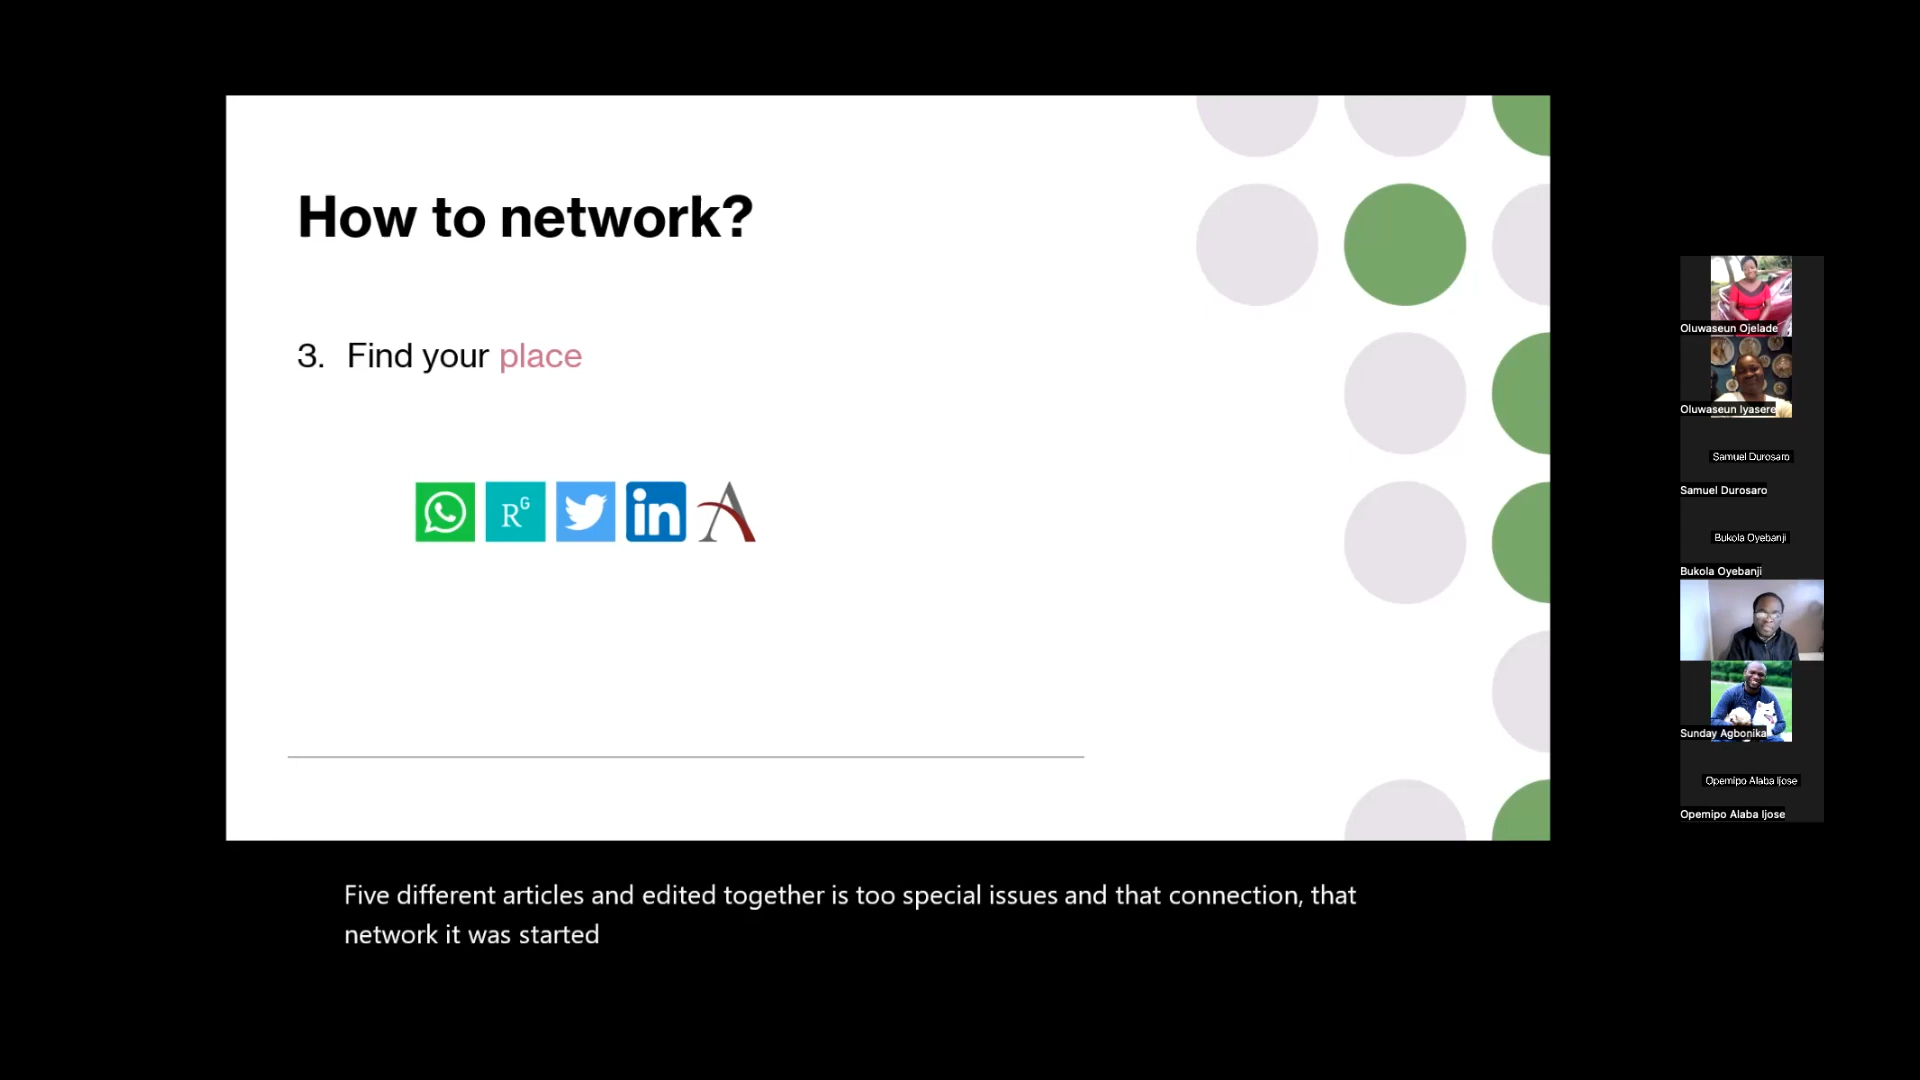 How to network?
3. Find your place
RG
in
Oluwaseun Ojelade
Oluwaseun Iyasere
Samuel Durosaro
Samuel Durosaro
Bukola Oyebanji
Bukola Oyebanji
Sunday Agbonika
Opemipo Alaba Ijose
Opemipo Alaba Ijose
Five different articles and edited together is too special issues and that connection, that
network it was started